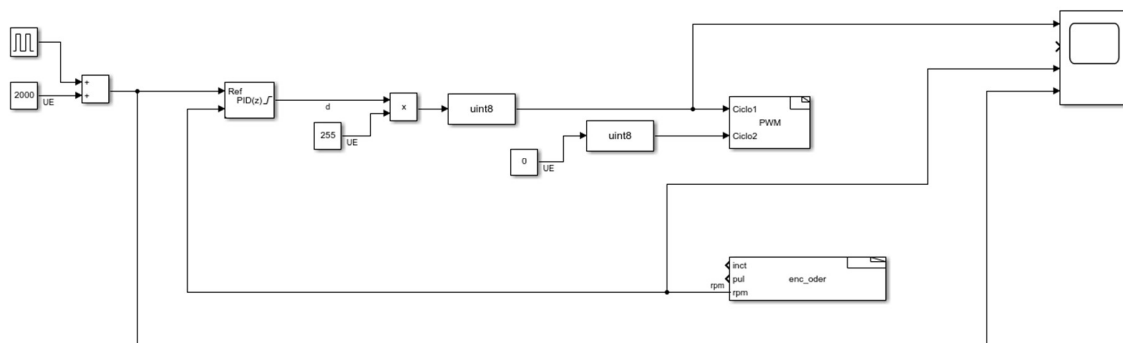 2000
UE
+
+
Ref
PID(z)
d
255
UE
x
uint8
0
UE
uint8
Ciclo1
PWM
Ciclo2
inct
pul
enc_oder
rpm
rpm